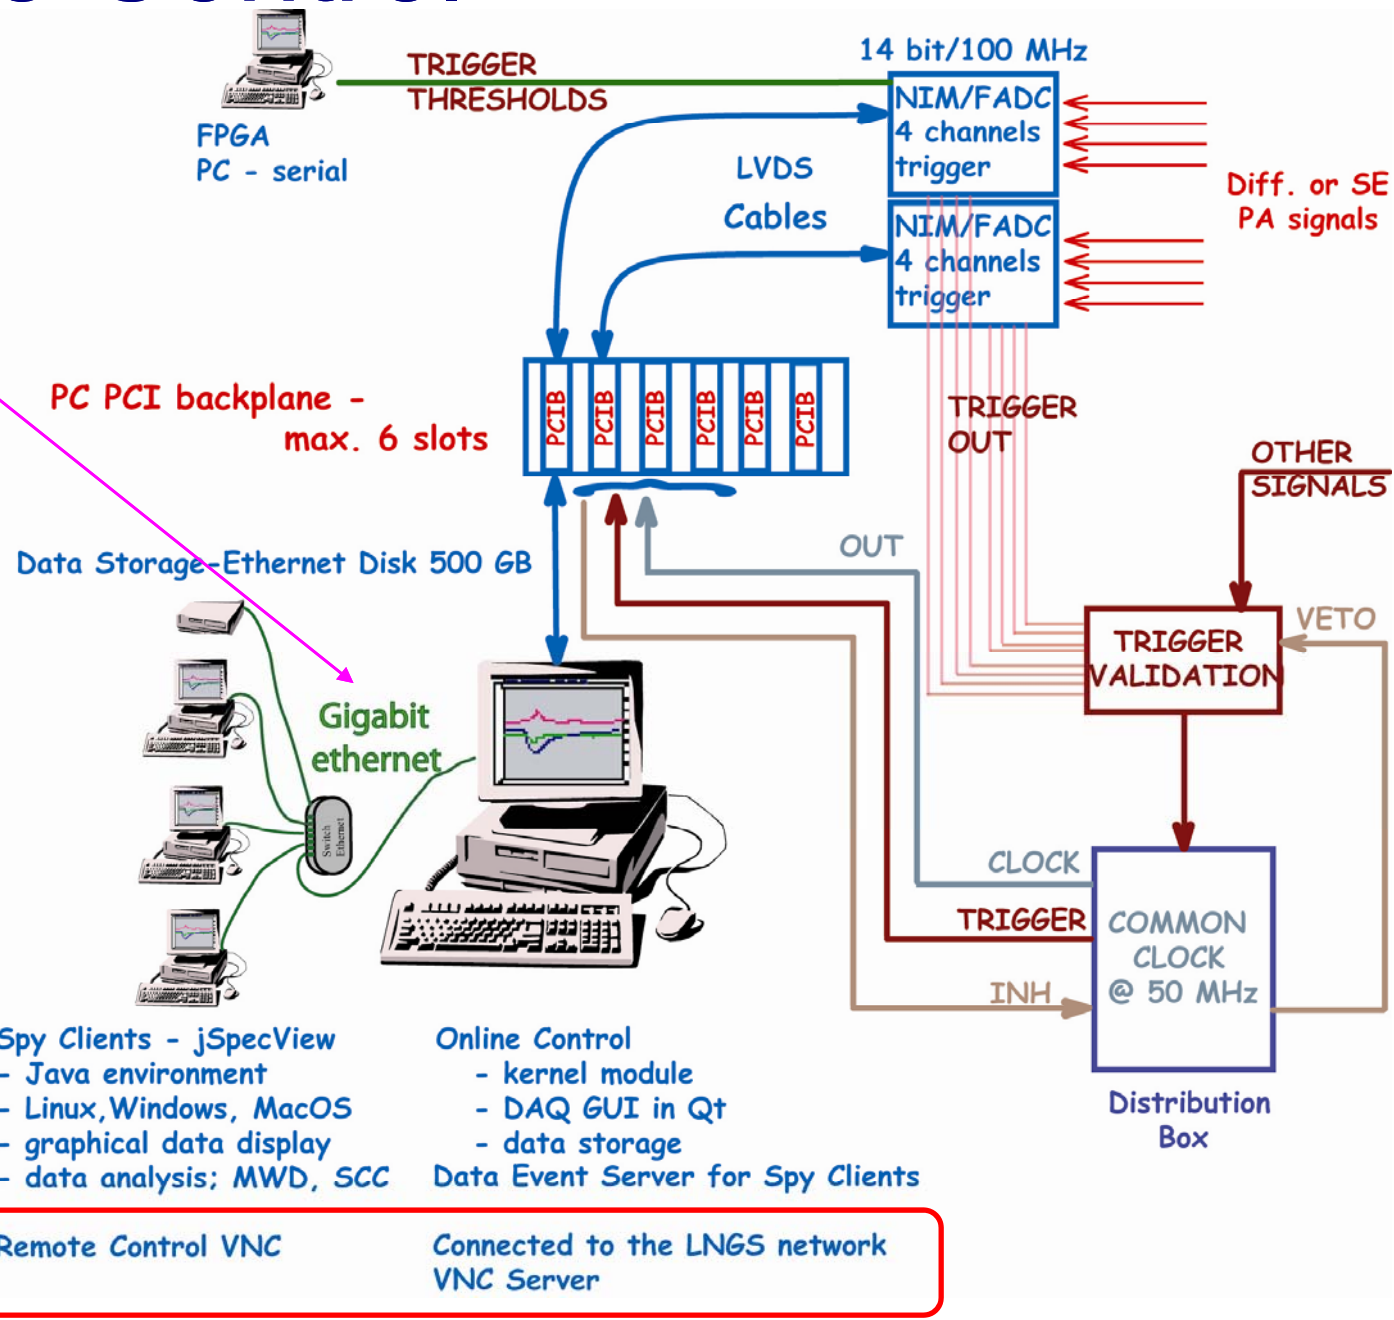 14 bit/100 MHz
TRIGGER
THRESHOLDS
FPGA
PC - serial
NIM/FADC
4 channels
trigger
LVDS
Cables
Diff. or SE
PA signals
NIM/FADC
4 channels
trigger
PC PCI backplane -
max. 6 slots
PCIB
PCIB
PCIB
PCIB
PCIB
PCIB
TRIGGER
OUT
OTHER
SIGNALS
Data Storage-Ethernet Disk 500 GB
OUT
VETO
TRIGGER
VALIDATION
Gigabit
ethernet
Switch
Ethernet
CLOCK
TRIGGER
INH
COMMON
CLOCK
@ 50 MHz
Distribution
Box
Spy Clients - jSpecView
- Java environment
- Linux,Windows, MacOS
- graphical data display
- data analysis; MWD, SCC
Online Control
- kernel module
- DAQ GUI in Qt
- data storage
Data Event Server for Spy Clients
Remote Control VNC
Connected to the LNGS network
VNC Server